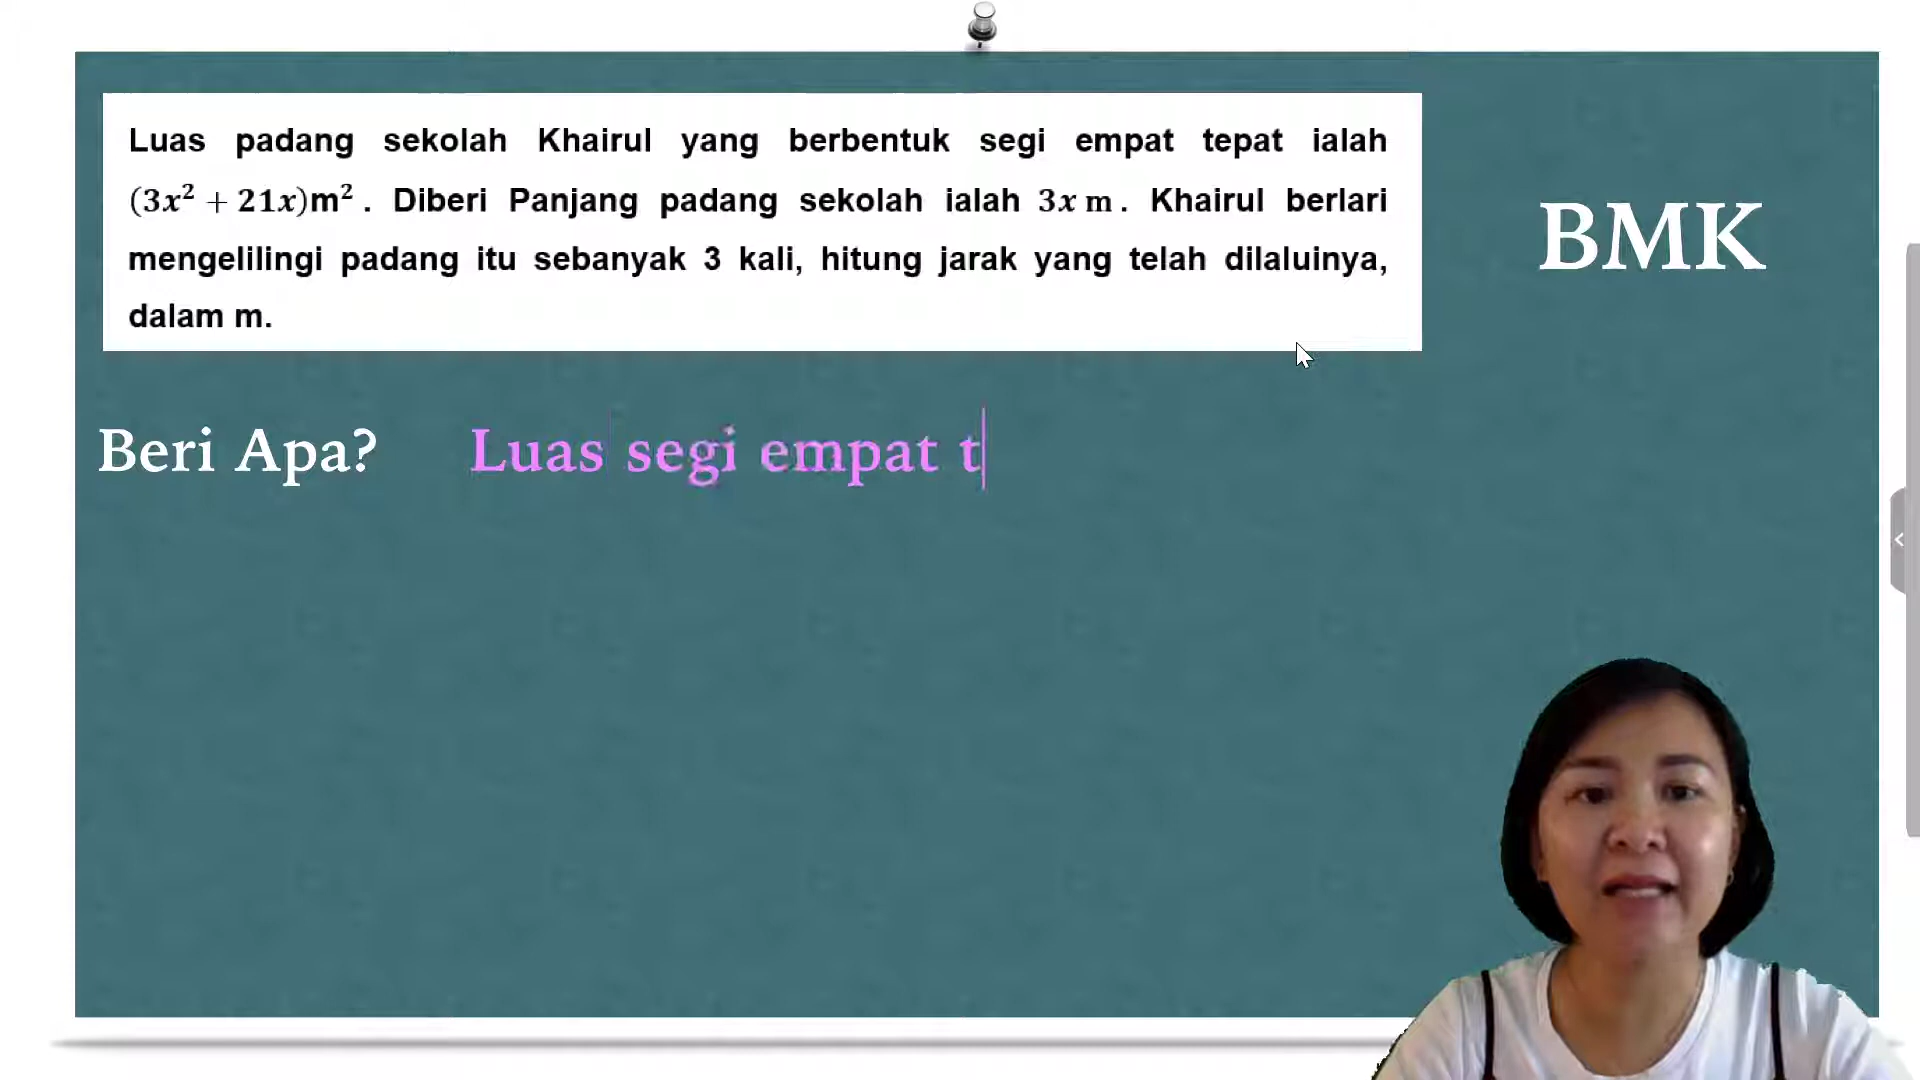 Luas padang sekolah Khairul yang berbentuk segi empat tepat ialah
(3x² + 21x)m². Diberi Panjang padang sekolah ialah 3x m. Khairul berlari
mengelilingi padang itu sebanyak 3 kali, hitung jarak yang telah dilaluinya,
dalam m.
BMK
Beri Apa? Luas segi empat t